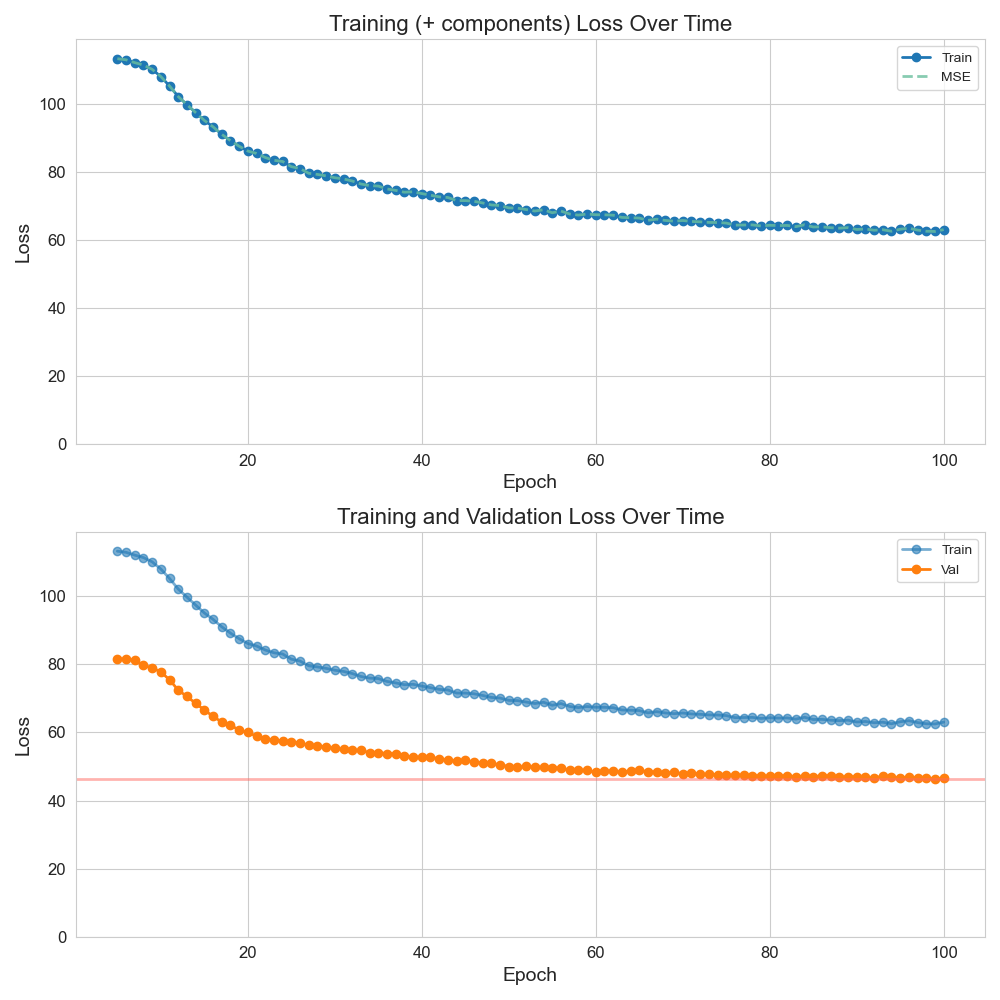 Training (+ components) Loss Over Time
Train
MSE
Loss
100
80
60
40
20
0
20 40 60 80 100
Epoch
Training and Validation Loss Over Time
Train
Val
Loss
100
80
60
40
20
0
20 40 60 80 100
Epoch